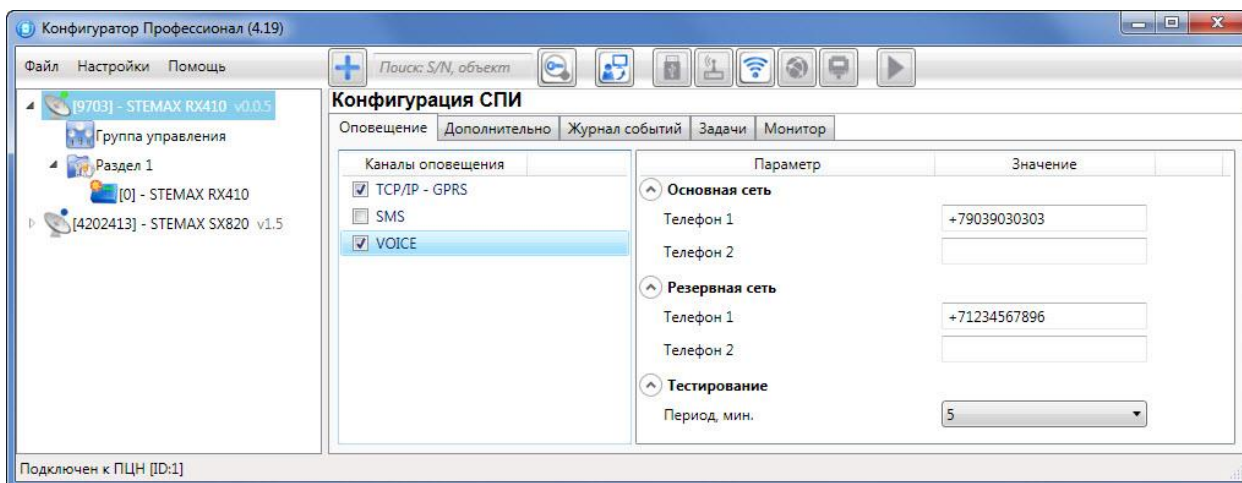 Конфигуратор Профессионал (4.19)
Файл Настройки Помощь
Поиск: S/N, объект
[9703] - STEMAX RX410 v0.0.5
Группа управления
Раздел 1
[0] - STEMAX RX410
[4202413] - STEMAX SX820 v1.5
Конфигурация СПИ
Оповещение Дополнительно Журнал событий Задачи Монитор
Каналы оповещения
TCP/IP - GPRS
SMS
VOICE
Параметр Значение
Основная сеть
Телефон 1 +79039030303
Телефон 2
Резервная сеть
Телефон 1 +71234567896
Телефон 2
Тестирование
Период, мин. 5
Подключен к ПЦН [ID:1]